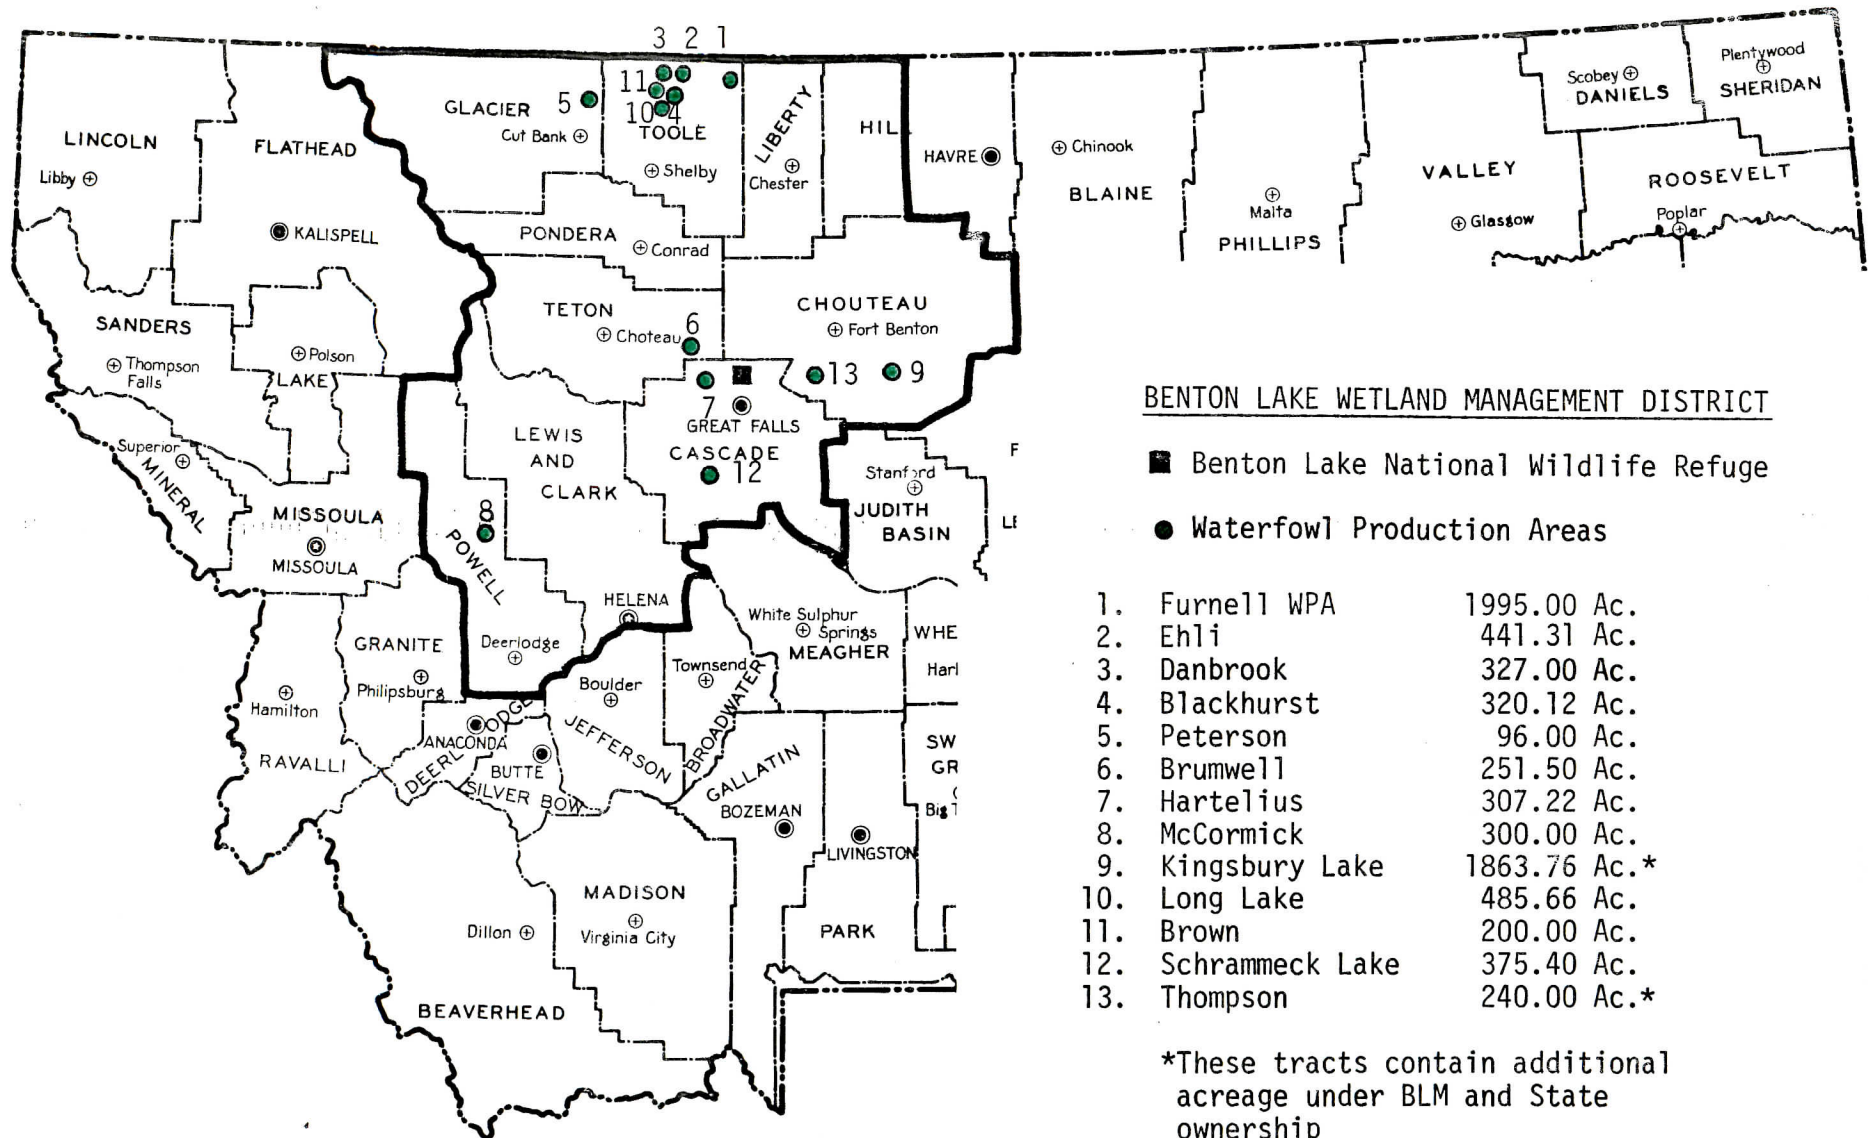 3 2 1
11
5
10 4
GLACIER
Cut Bank
TOOLE
Shelby
LIBERTY
Chester
HIL
HAVRE
Chinook
BLAINE
Malta
PHILLIPS
VALLEY
Glasgow
Scobey
DANIELS
Plentywood
SHERIDAN
ROOSEVELT
Poplar
LINCOLN
Libby
FLATHEAD
KALISPELL
PONDERA
Conrad
TETON
Choteau
6
CHOUTEAU
Fort Benton
13
9
SANDERS
Thompson
Falls
Polson
LAKE
7
GREAT FALLS
CASCADE
12
LEWIS
AND
CLARK
Superior
MINERAL
MISSOULA
MISSOULA
8
POWELL
Deerlodge
HELENA
Stanford
JUDITH
BASIN
F
LE
White Sulphur
Springs
MEAGHER
WHE
Harl
GRANITE
Philipsburg
Hamilton
RAVALLI
Boulder
JEFFERSON
Townsend
BROADWATER
ANACONDA
DEERLODGE
BUTTE
SILVER BOW
GALLATIN
BOZEMAN
LIVINGSTON
PARK
SW
GR
Big T
MADISON
Virginia City
Dillon
BEAVERHEAD
BENTON LAKE WETLAND MANAGEMENT DISTRICT
Benton Lake National Wildlife Refuge
Waterfowl Production Areas
1. Furnell WPA 1995.00 Ac.
2. Ehli 441.31 Ac.
3. Danbrook 327.00 Ac.
4. Blackhurst 320.12 Ac.
5. Peterson 96.00 Ac.
6. Brumwell 251.50 Ac.
7. Hartelius 307.22 Ac.
8. McCormick 300.00 Ac.
9. Kingsbury Lake 1863.76 Ac.*
10. Long Lake 485.66 Ac.
11. Brown 200.00 Ac.
12. Schrammeck Lake 375.40 Ac.
13. Thompson 240.00 Ac.*
*These tracts contain additional
acreage under BLM and State
ownership